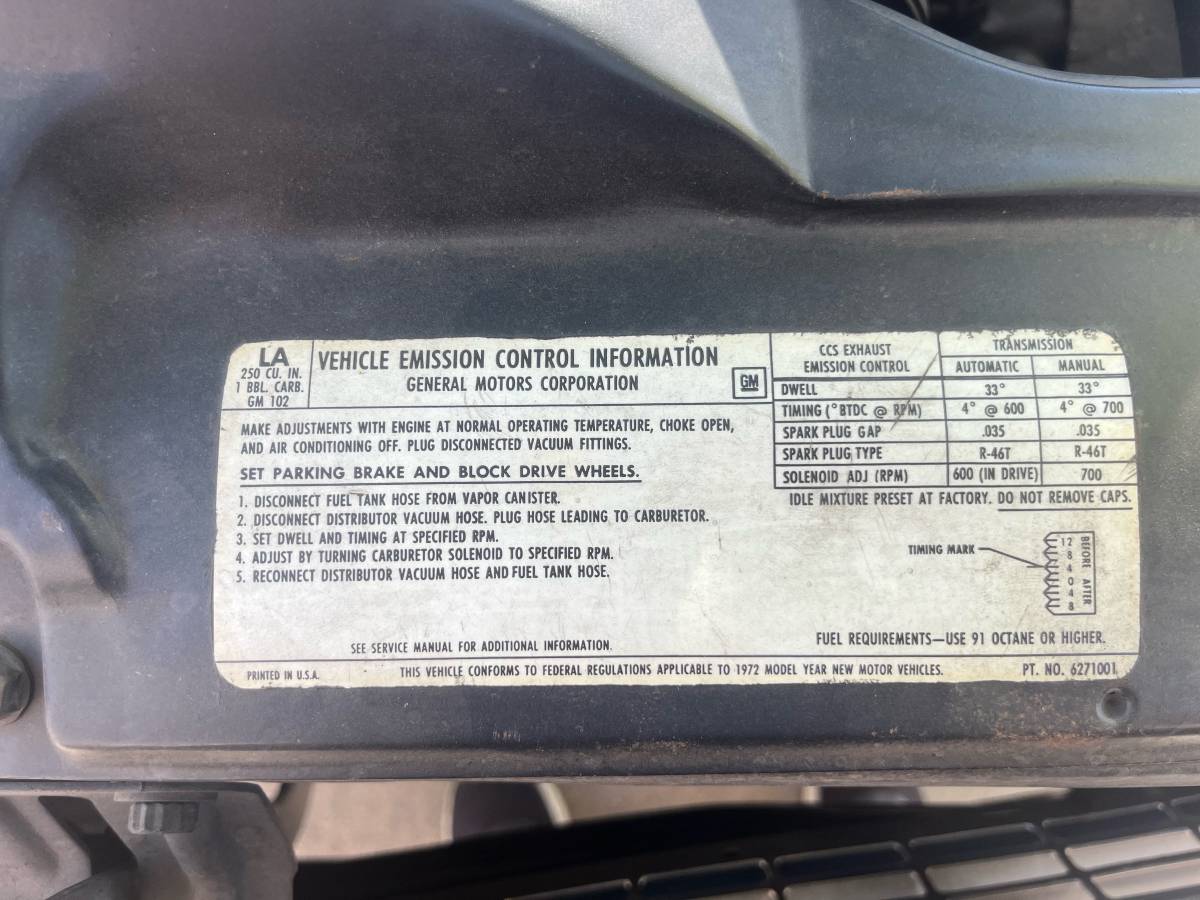 LA
250 CU. IN.
1 BBL. CARB.
GM 102
VEHICLE EMISSION CONTROL INFORMATION
GENERAL MOTORS CORPORATION
GM
MAKE ADJUSTMENTS WITH ENGINE AT NORMAL OPERATING TEMPERATURE, CHOKE OPEN,
AND AIR CONDITIONING OFF. PLUG DISCONNECTED VACUUM FITTINGS.
SET PARKING BRAKE AND BLOCK DRIVE WHEELS.
1. DISCONNECT FUEL TANK HOSE FROM VAPOR CANISTER.
2. DISCONNECT DISTRIBUTOR VACUUM HOSE. PLUG HOSE LEADING TO CARBURETOR.
3. SET DWELL AND TIMING AT SPECIFIED RPM.
4. ADJUST BY TURNING CARBURETOR SOLENOID TO SPECIFIED RPM.
5. RECONNECT DISTRIBUTOR VACUUM HOSE AND FUEL TANK HOSE.
SEE SERVICE MANUAL FOR ADDITIONAL INFORMATION.
CCS EXHAUST
EMISSION CONTROL
TRANSMISSION
AUTOMATIC MANUAL
DWELL 33° 33°
TIMING (°BTDC @ RPM) 4° @ 600 4° @ 700
SPARK PLUG GAP .035 .035
SPARK PLUG TYPE R-46T R-46T
SOLENOID ADJ (RPM) 600 (IN DRIVE) 700
IDLE MIXTURE PRESET AT FACTORY. DO NOT REMOVE CAPS.
TIMING MARK
12
8
4
0
4
8
BEFORE AFTER
FUEL REQUIREMENTS—USE 91 OCTANE OR HIGHER.
PRINTED IN U.S.A.
THIS VEHICLE CONFORMS TO FEDERAL REGULATIONS APPLICABLE TO 1972 MODEL YEAR NEW MOTOR VEHICLES.
PT. NO. 6271001